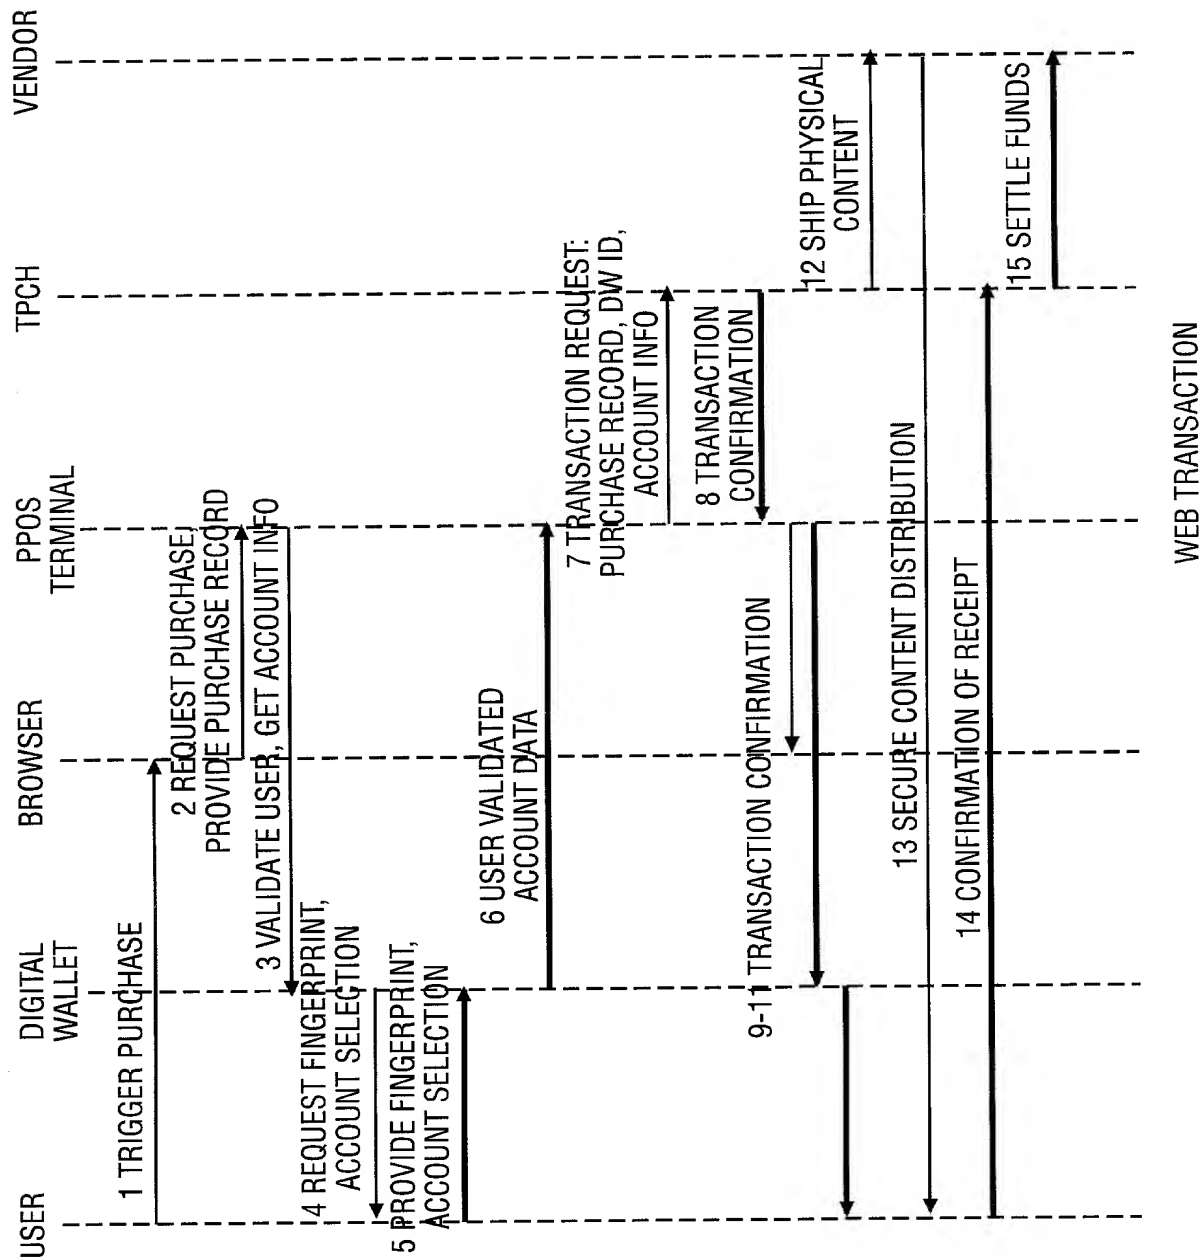 USER
DIGITAL
WALLET
BROWSER
PPOS
TERMINAL
TPCH
VENDOR
1 TRIGGER PURCHASE
2 REQUEST PURCHASE,
PROVIDE PURCHASE RECORD
3 VALIDATE USER, GET ACCOUNT INFO
4 REQUEST FINGERPRINT,
ACCOUNT SELECTION
5 PROVIDE FINGERPRINT,
ACCOUNT SELECTION
6 USER VALIDATED
ACCOUNT DATA
7 TRANSACTION REQUEST:
PURCHASE RECORD, DW ID,
ACCOUNT INFO
8 TRANSACTION
CONFIRMATION
9-11 TRANSACTION CONFIRMATION
12 SHIP PHYSICAL
CONTENT
13 SECURE CONTENT DISTRIBUTION
14 CONFIRMATION OF RECEIPT
15 SETTLE FUNDS
WEB TRANSACTION